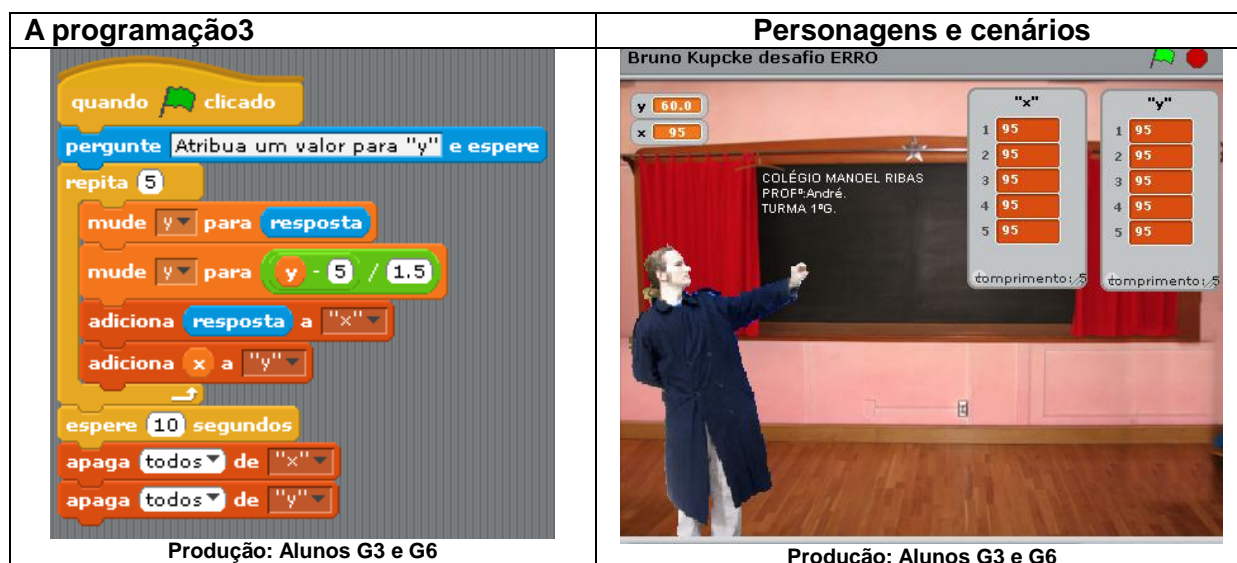 A programação3
Personagens e cenários
quando clicado
pergunte Atribua um valor para "y" e espere
repita 5
mude y para resposta
mude y para y - 5 / 1.5
adiciona resposta a "x"
adiciona x a "y"
espere 10 segundos
apaga todos de "x"
apaga todos de "y"
Produção: Alunos G3 e G6
Bruno Kupcke desafio ERRO
y 60.0
x 95
COLÉGIO MANOEL RIBAS
PROFº:André.
TURMA 1ºG.
"x"
1 95
2 95
3 95
4 95
5 95
comprimento: 5
"y"
1 95
2 95
3 95
4 95
5 95
comprimento: 5
Produção: Alunos G3 e G6